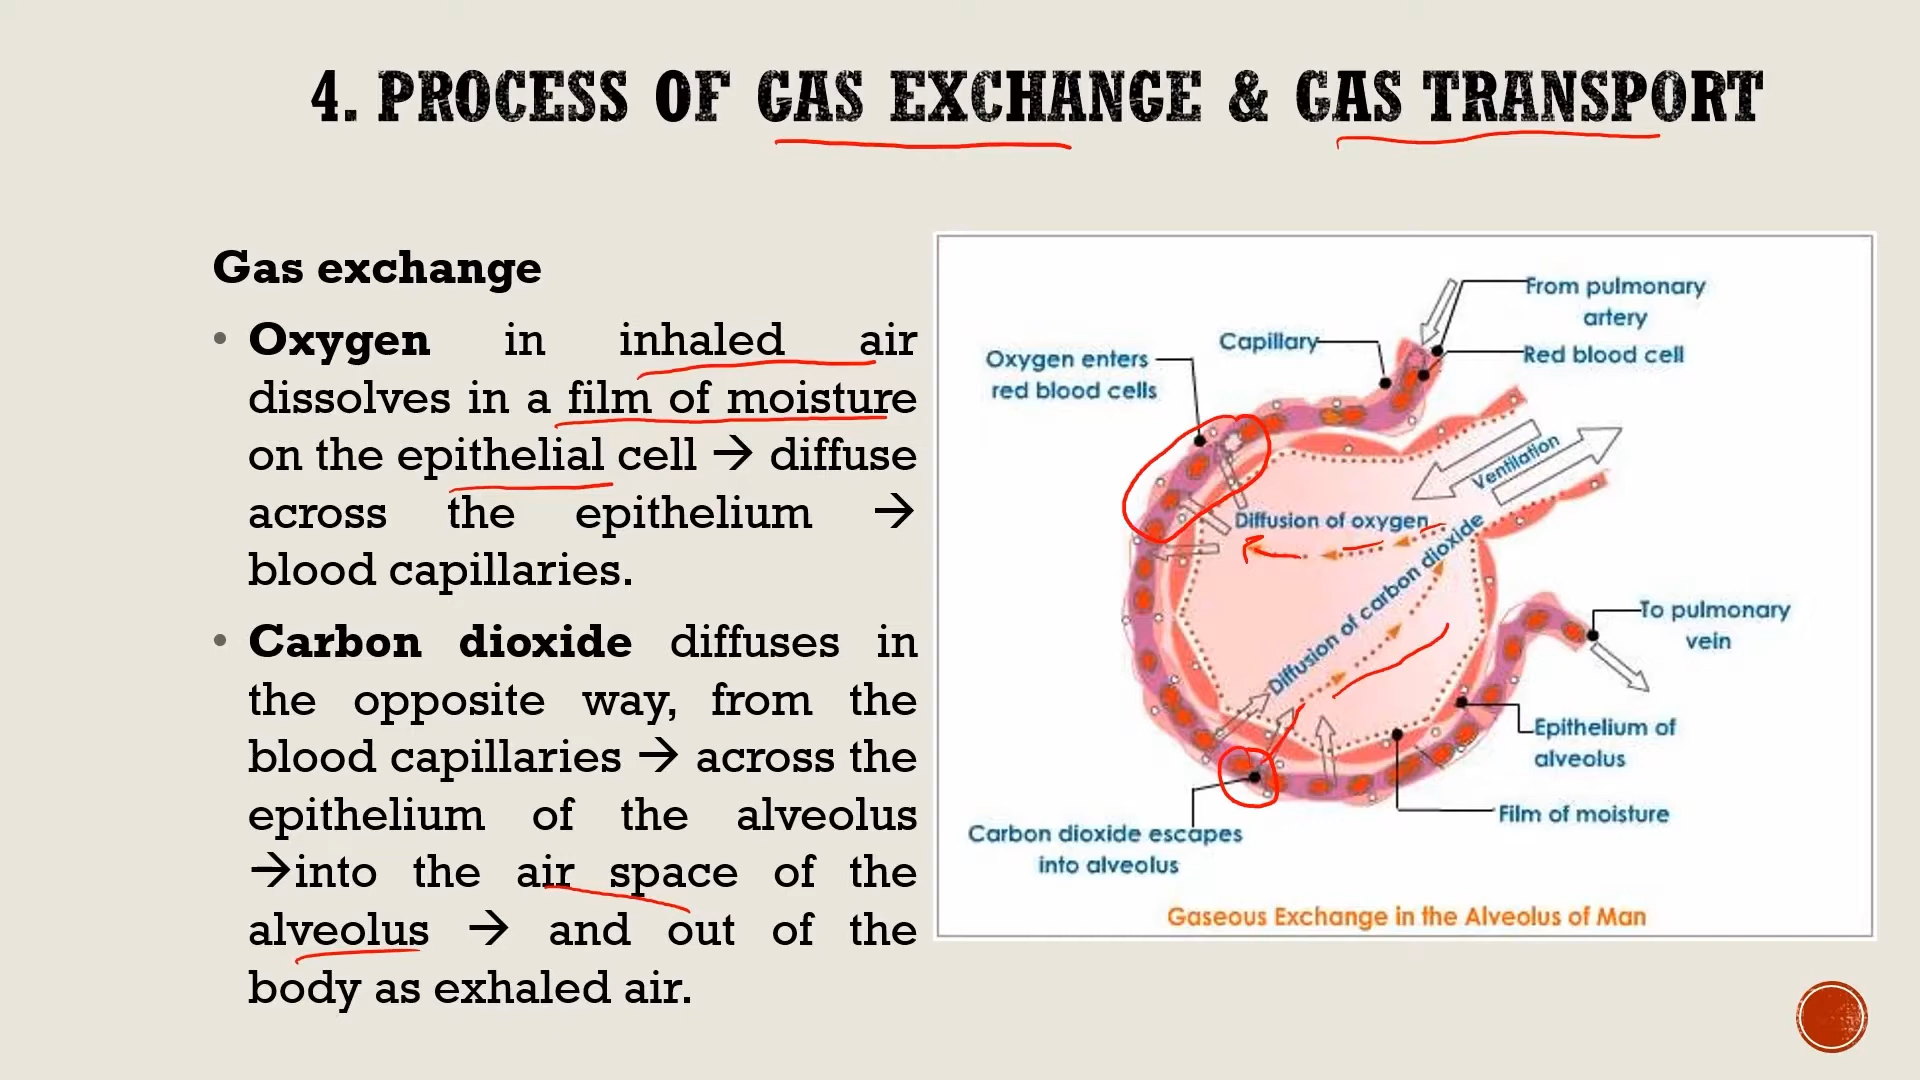 4. PROCESS OF GAS EXCHANGE & GAS TRANSPORT
Gas exchange
• Oxygen in inhaled air
dissolves in a film of moisture
on the epithelial cell → diffuse
across the epithelium →
blood capillaries.
• Carbon dioxide diffuses in
the opposite way, from the
blood capillaries → across the
epithelium of the alveolus
→into the air space of the
alveolus → and out of the
body as exhaled air.
From pulmonary
artery
Capillary
Red blood cell
Oxygen enters
red blood cells
Ventilation
Diffusion of oxygen
Diffusion of carbon dioxide
To pulmonary
vein
Epithelium of
alveolus
Film of moisture
Carbon dioxide escapes
into alveolus
Gaseous Exchange in the Alveolus of Man